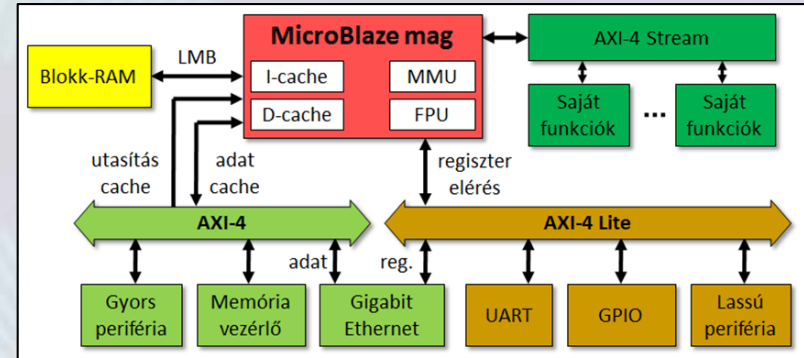 MicroBlaze mag
I-cache
MMU
D-cache
FPU
Blokk-RAM
LMB
AXI-4 Stream
Saját
funkciók
...
Saját
funkciók
utasítás
cache
adat
cache
regiszter
elérés
AXI-4
AXI-4 Lite
adat
reg.
Gyors
periféria
Memória
vezérlő
Gigabit
Ethernet
UART
GPIO
Lassú
periféria